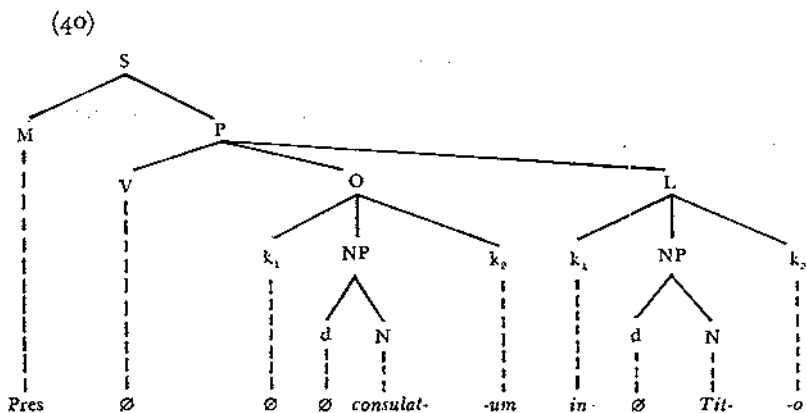 (40)
S
M P
V O L
k₁ NP k₂ k₁ NP k₂
d N d N
Pres ∅ ∅ ∅ consulat- -um in- ∅ Tit- -o